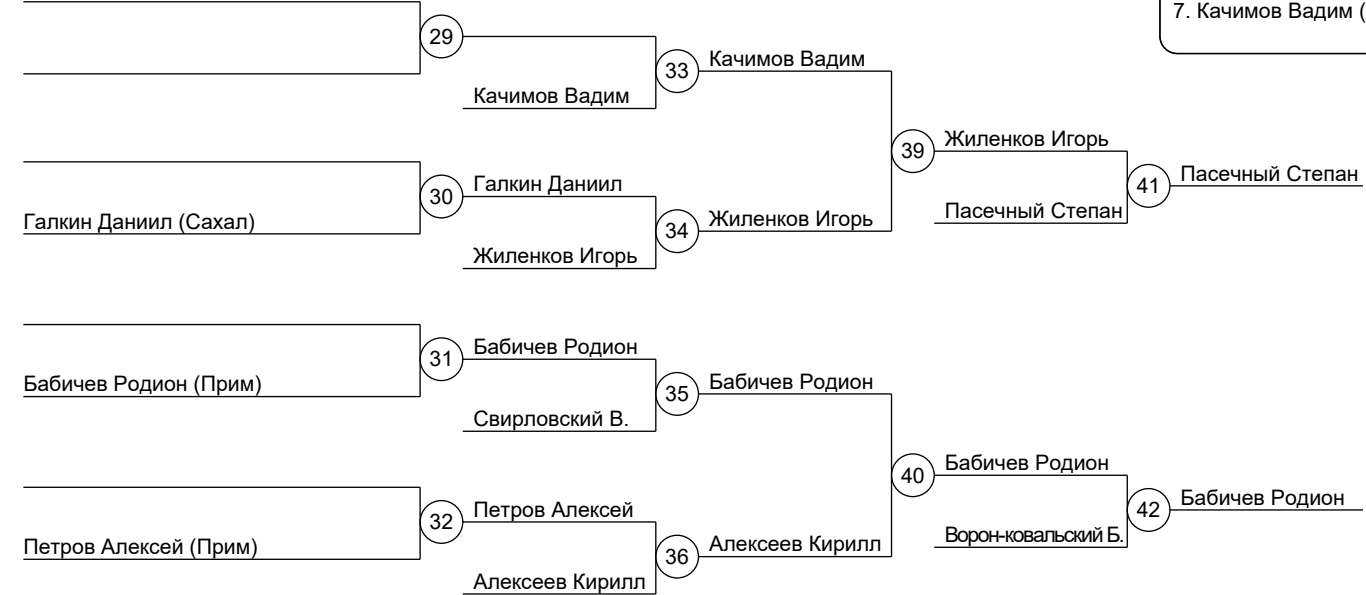 7. Качимов Вадим (
29
Качимов Вадим
33
Качимов Вадим
Галкин Даниил (Сахал)
30
Галкин Даниил
Жиленков Игорь
34
Жиленков Игорь
39
Жиленков Игорь
Пасечный Степан
41
Пасечный Степан
Бабичев Родион (Прим)
31
Бабичев Родион
Свирловский В.
35
Бабичев Родион
Петров Алексей (Прим)
32
Петров Алексей
Алексеев Кирилл
36
Алексеев Кирилл
40
Бабичев Родион
Ворон-ковальский Б.
42
Бабичев Родион